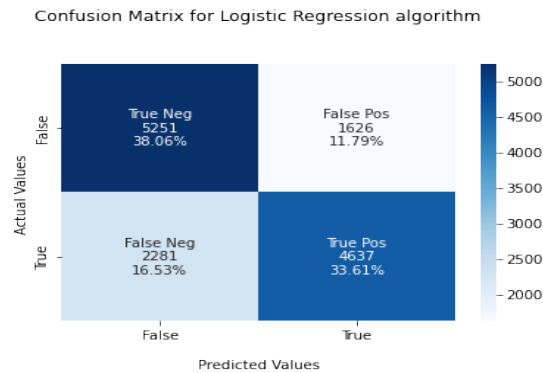 Confusion Matrix for Logistic Regression algorithm
True Neg
5251
38.06%
False Pos
1626
11.79%
False Neg
2281
16.53%
True Pos
4637
33.61%
False
True
Actual Values
False
True
Predicted Values
5000
4500
4000
3500
3000
2500
2000